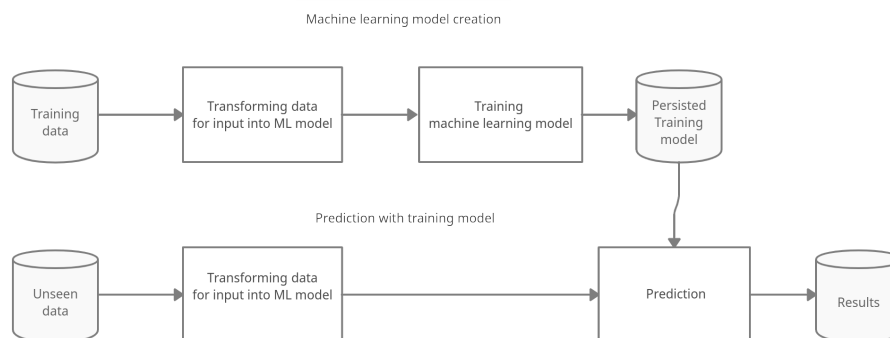 Machine learning model creation
Training
data
Transforming data
for input into ML model
Training
machine learning model
Persisted
Training
model
Prediction with training model
Unseen
data
Transforming data
for input into ML model
Prediction
Results